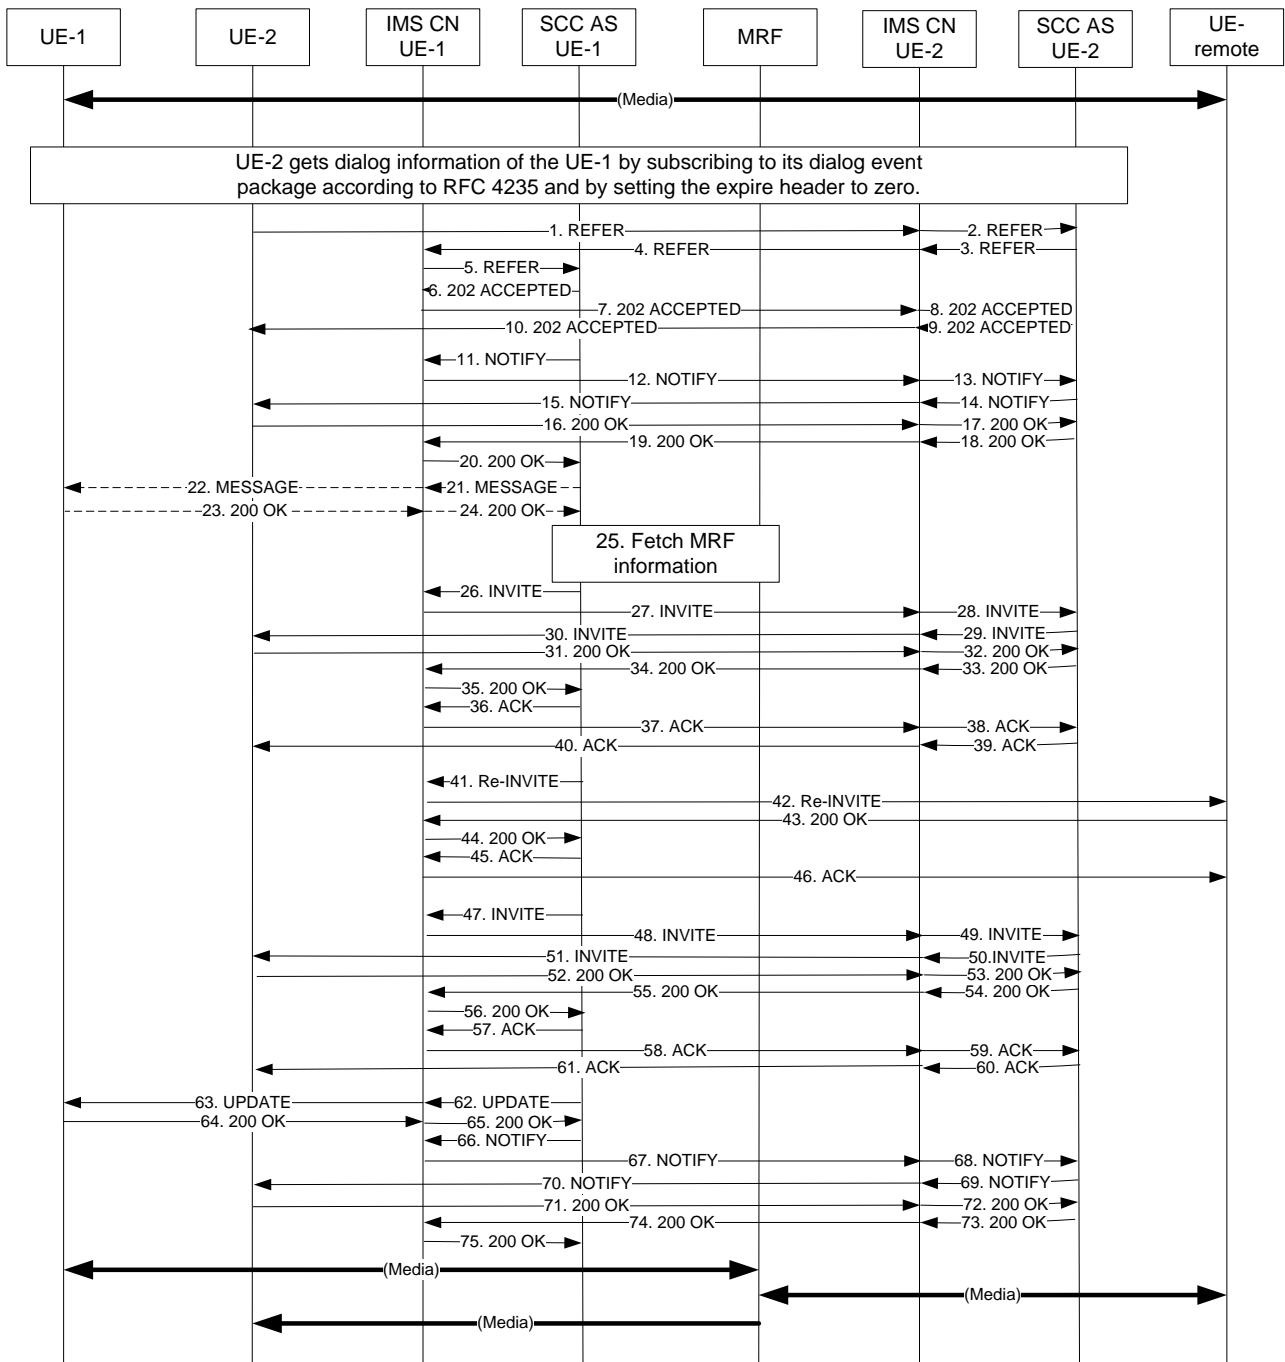 UE-1
UE-2
IMS CN
UE-1
SCC AS
UE-1
MRF
IMS CN
UE-2
SCC AS
UE-2
UE-
remote
(Media)
UE-2 gets dialog information of the UE-1 by subscribing to its dialog event
package according to RFC 4235 and by setting the expire header to zero.
1. REFER
2. REFER
4. REFER
3. REFER
5. REFER
6. 202 ACCEPTED
7. 202 ACCEPTED
8. 202 ACCEPTED
10. 202 ACCEPTED
9. 202 ACCEPTED
11. NOTIFY
12. NOTIFY
13. NOTIFY
15. NOTIFY
14. NOTIFY
16. 200 OK
17. 200 OK
19. 200 OK
18. 200 OK
20. 200 OK
22. MESSAGE
21. MESSAGE
23. 200 OK
24. 200 OK
25. Fetch MRF
information
26. INVITE
27. INVITE
28. INVITE
30. INVITE
29. INVITE
31. 200 OK
32. 200 OK
34. 200 OK
33. 200 OK
35. 200 OK
36. ACK
37. ACK
38. ACK
40. ACK
39. ACK
41. Re-INVITE
42. Re-INVITE
43. 200 OK
44. 200 OK
45. ACK
46. ACK
47. INVITE
48. INVITE
49. INVITE
51. INVITE
50.INVITE
52. 200 OK
53. 200 OK
55. 200 OK
54. 200 OK
56. 200 OK
57. ACK
58. ACK
59. ACK
61. ACK
60. ACK
63. UPDATE
62. UPDATE
64. 200 OK
65. 200 OK
66. NOTIFY
67. NOTIFY
68. NOTIFY
70. NOTIFY
69. NOTIFY
71. 200 OK
72. 200 OK
74. 200 OK
73. 200 OK
75. 200 OK
(Media)
(Media)
(Media)